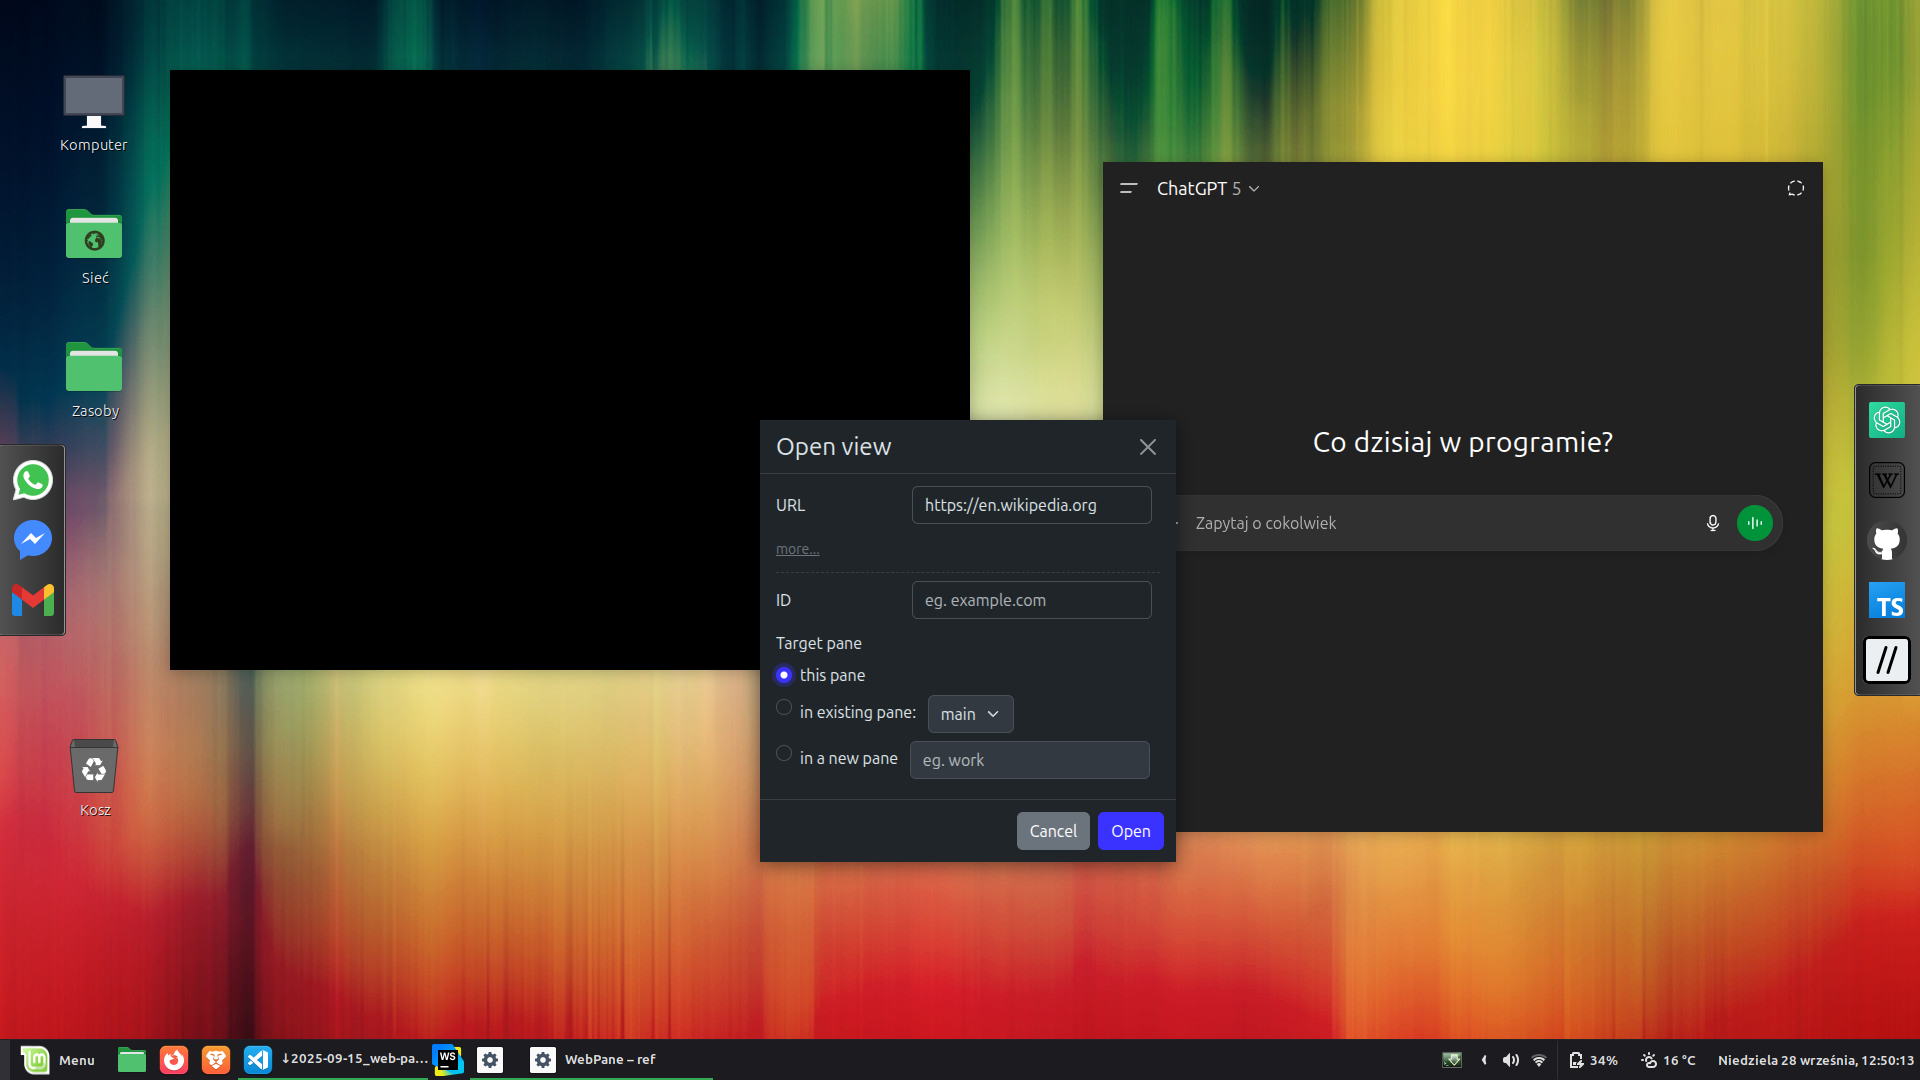 Komputer
Sieć
Zasoby
Kosz
ChatGPT 5
Co dzisiaj w programie?
Zapytaj o cokolwiek
Open view
URL
https://en.wikipedia.org
more...
ID
eg. example.com
Target pane
this pane
in existing pane:
main
in a new pane
eg. work
Cancel
Open
W
TS
//
Menu
↓2025-09-15_web-pa...
WS
WebPane – ref
34%
16 °C
Niedziela 28 września, 12:50:13